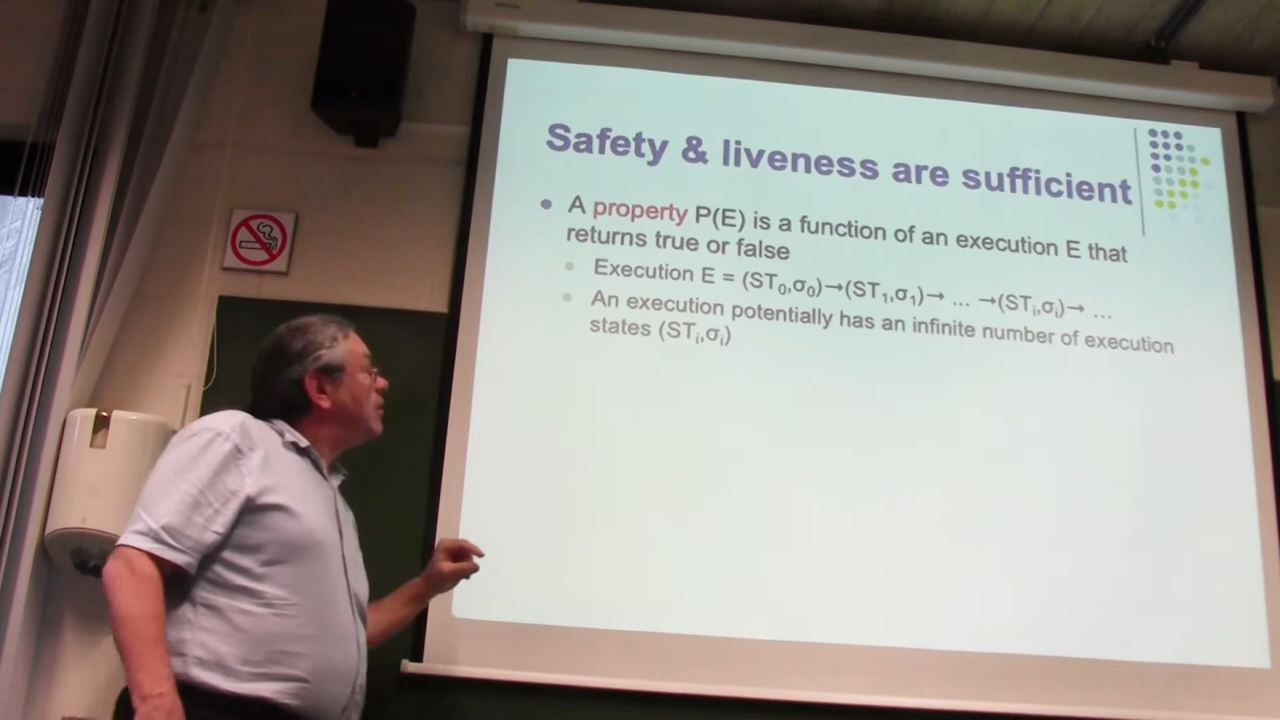 Safety & liveness are sufficient
• A property P(E) is a function of an execution E that
returns true or false
• Execution E = (ST₀,σ₀)→(ST₁,σ₁)→ ... →(STᵢ,σᵢ)→ ...
• An execution potentially has an infinite number of execution
states (STᵢ,σᵢ)